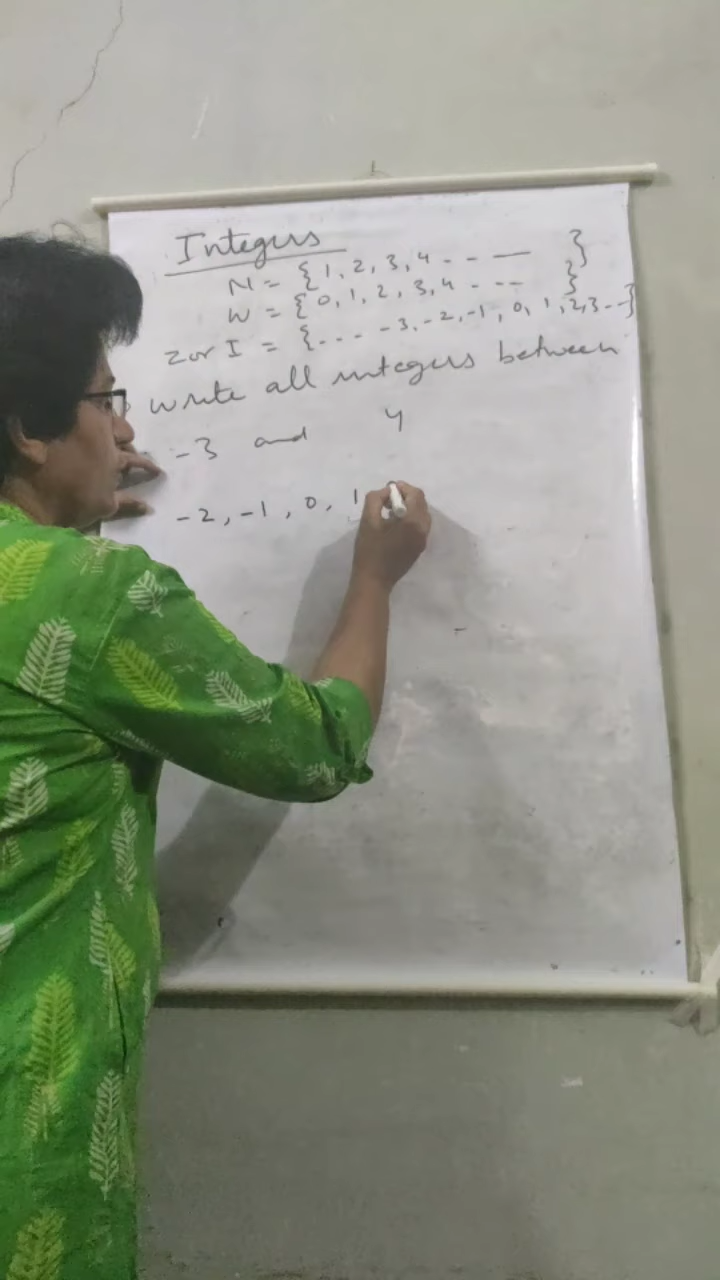 Integers
N = {1, 2, 3, 4 - - — }
W = {0, 1, 2, 3, 4 - - -- }
Z or I = {- - - -3, -2, -1, 0, 1, 2, 3 - - }
write all integers between
-3 and 4
-2, -1, 0, 1